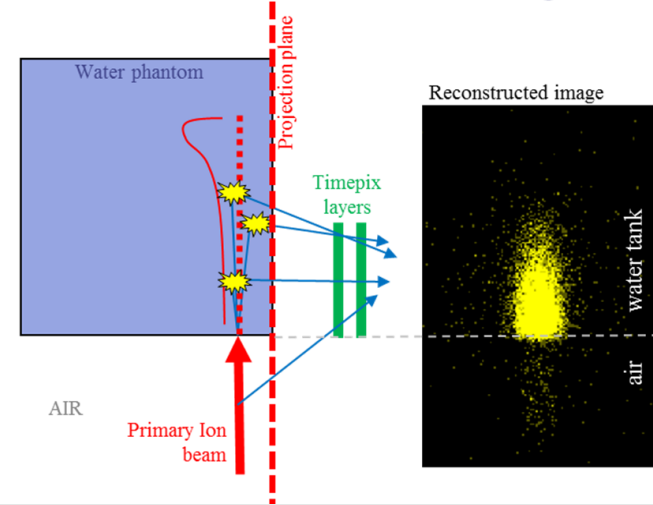 Water phantom
Projection plane
Timepix
layers
AIR
Primary Ion
beam
Reconstructed image
water tank
air